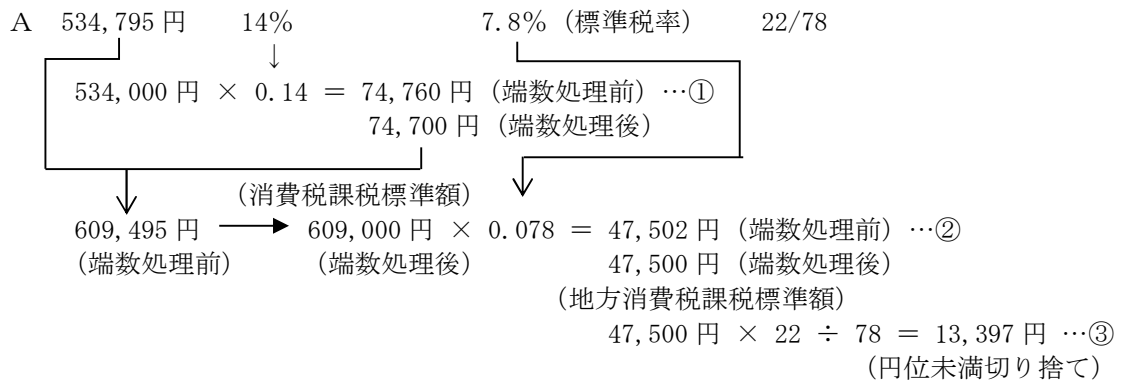 A 534,795 円 14% 7.8%（標準税率） 22/78
↓
534,000 円 × 0.14 = 74,760 円（端数処理前）…①
74,700 円（端数処理後）
（消費税課税標準額）
609,495 円 → 609,000 円 × 0.078 = 47,502 円（端数処理前）…②
（端数処理前） （端数処理後） 47,500 円（端数処理後）
（地方消費税課税標準額）
47,500 円 × 22 ÷ 78 = 13,397 円 …③
（円位未満切り捨て）